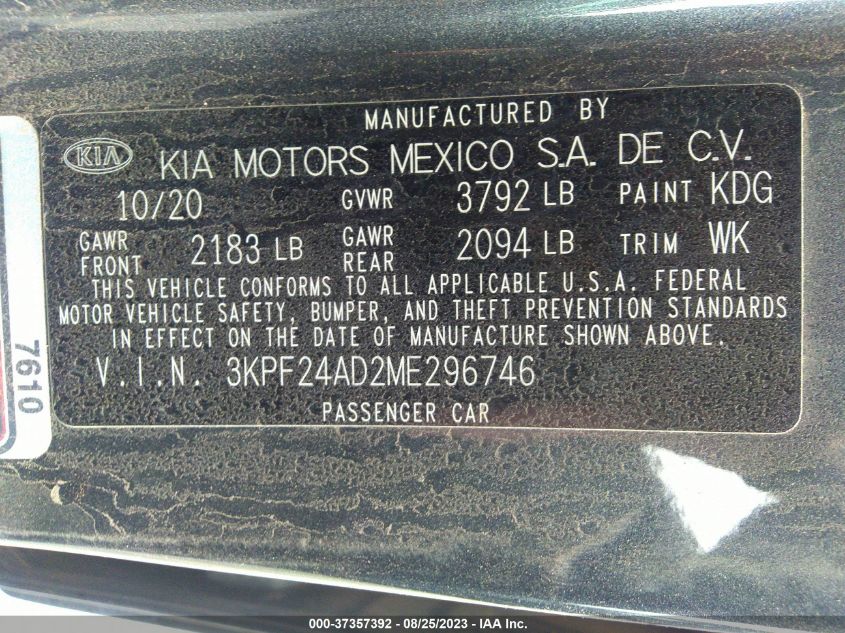 MANUFACTURED BY
KIA KIA MOTORS MEXICO S.A. DE C.V.
10/20 GVWR 3792 LB PAINT KDG
GAWR FRONT 2183 LB GAWR REAR 2094 LB TRIM WK
THIS VEHICLE CONFORMS TO ALL APPLICABLE U.S.A. FEDERAL
MOTOR VEHICLE SAFETY, BUMPER, AND THEFT PREVENTION STANDARDS
IN EFFECT ON THE DATE OF MANUFACTURE SHOWN ABOVE.
V.I.N. 3KPF24AD2ME296746
PASSENGER CAR
7610
000-37357392 - 08/25/2023 - Copyright © IAA, Inc.